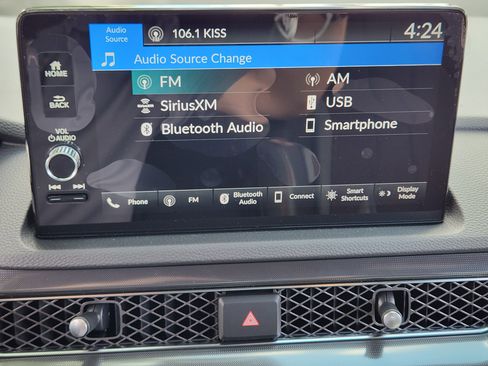 Audio Source
106.1 KISS
4:24
Audio Source Change
HOME
BACK
VOL
AUDIO
FM
AM
SiriusXM
USB
Bluetooth Audio
Smartphone
Phone
FM
Bluetooth Audio
Connect
Smart Shortcuts
Display Mode